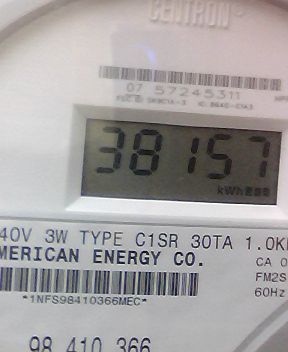 CENTRON®
07 57245311
38157
kWh
40V 3W TYPE C1SR 30TA 1.0K
MERICAN ENERGY CO.
CA 0
FM2S
*1NFS98410366MEC*
60Hz
98 410 366